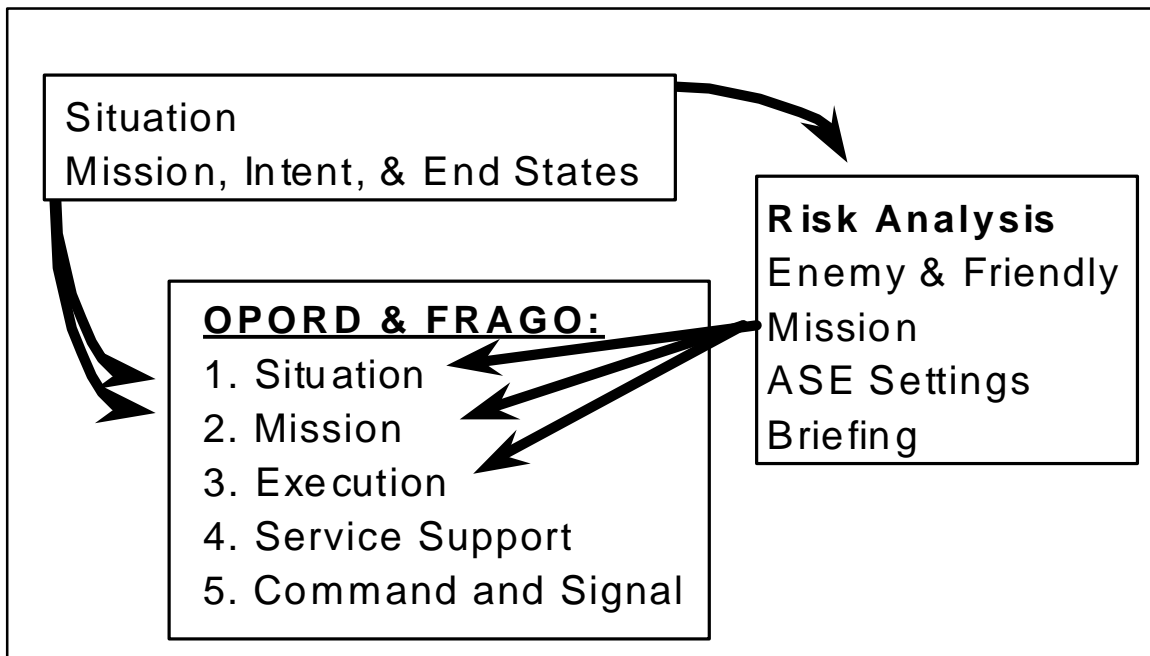 Situation
Mission, Intent, & End States
Risk Analysis
Enemy & Friendly
Mission
ASE Settings
Briefing
OPORD & FRAGO:
1. Situation
2. Mission
3. Execution
4. Service Support
5. Command and Signal